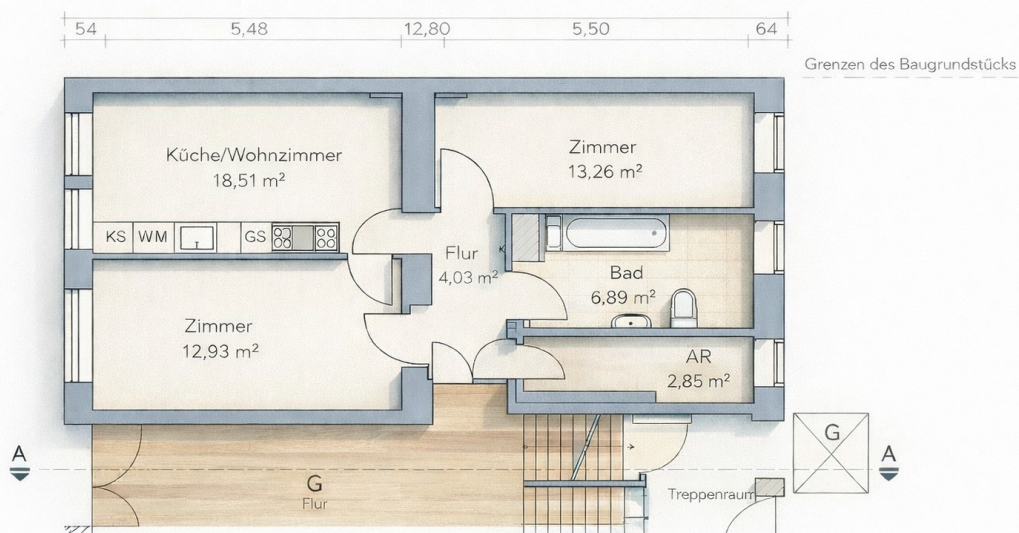 54 5,48 12,80 5,50 64
Grenzen des Baugrundstücks
Küche/Wohnzimmer
18,51 m²
Zimmer
13,26 m²
KS WM GS
Flur
4,03 m²
K
Bad
6,89 m²
Zimmer
12,93 m²
AR
2,85 m²
G
A
A
G
Flur
Treppenraum